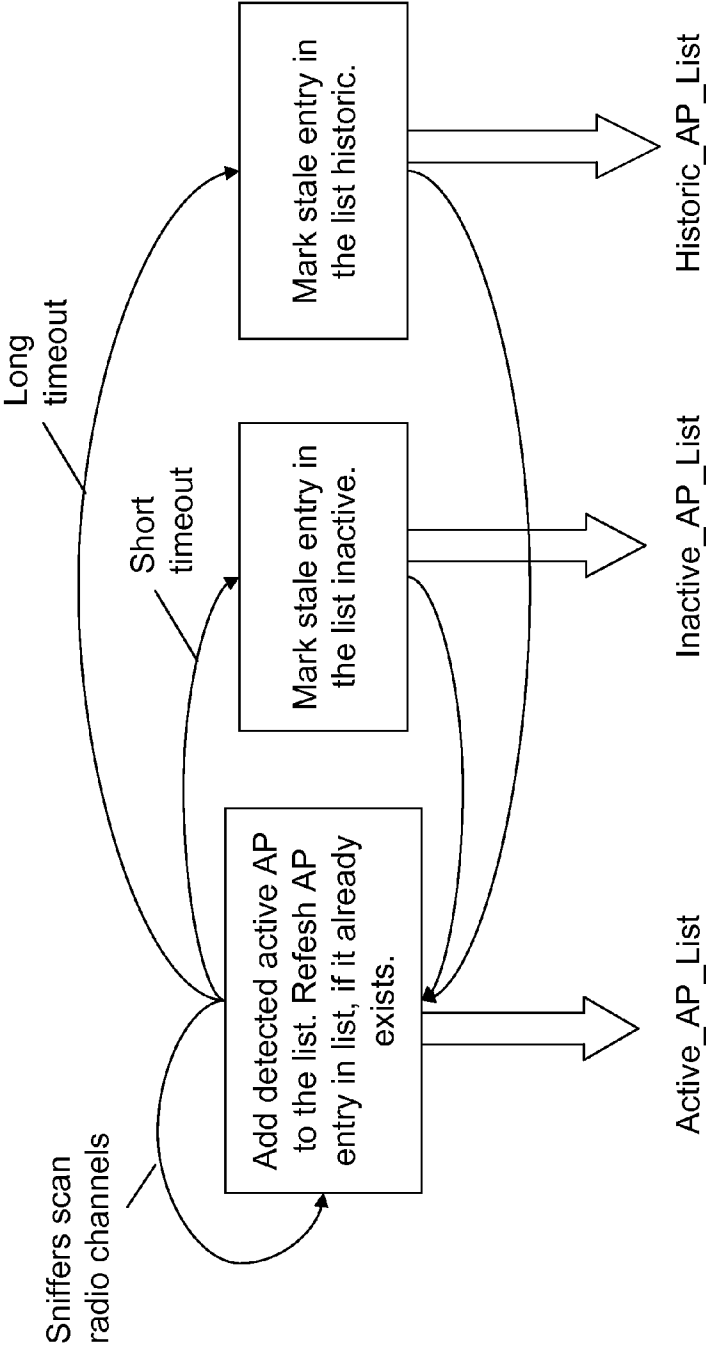 Sniffers scan
radio channels
Short
timeout
Long
timeout
Add detected active AP
to the list. Refesh AP
entry in list, if it already
exists.
Mark stale entry in
the list inactive.
Mark stale entry in
the list historic.
Active_AP_List
Inactive_AP_List
Historic_AP_List